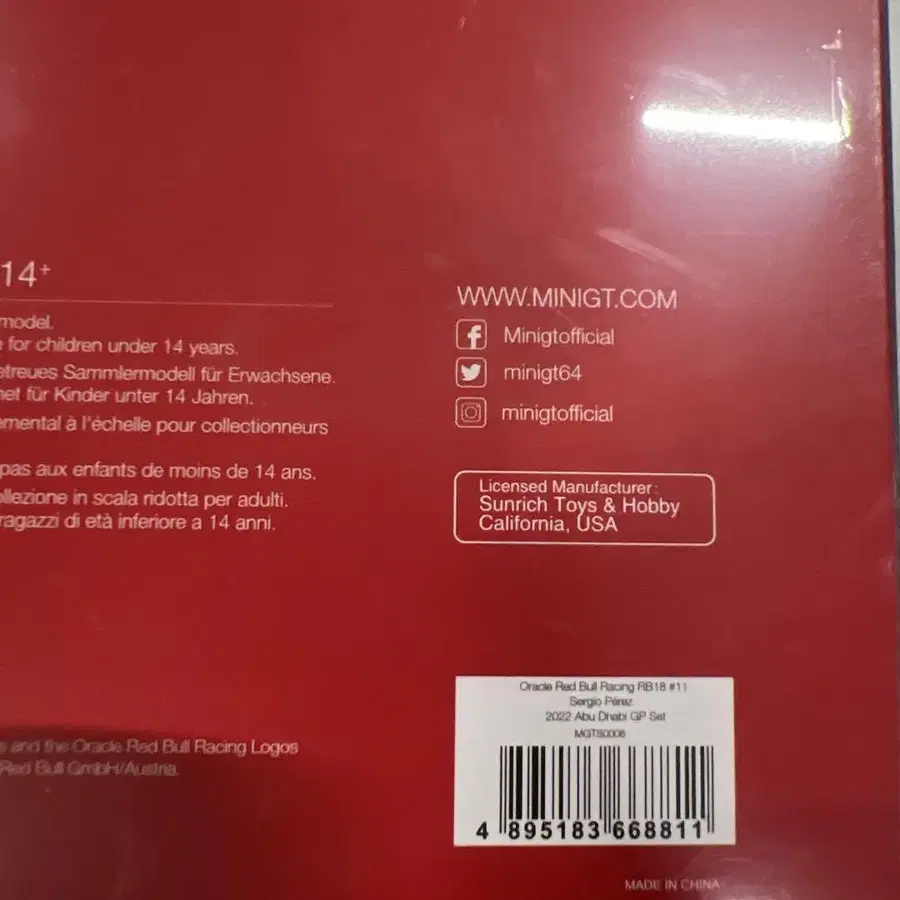 14+
model.
for children under 14 years.
etreues Sammlermodell für Erwachsene.
net für Kinder unter 14 Jahren.
emental à l'échelle pour collectionneurs
pas aux enfants de moins de 14 ans.
ollezione in scala ridotta per adulti.
ragazzi di età inferiore a 14 anni.
WWW.MINIGT.COM
Minigtofficial
minigt64
minigtofficial
Licensed Manufacturer:
Sunrich Toys & Hobby
California, USA
s and the Oracle Red Bull Racing Logos
Red Bull GmbH/Austria.
Oracle Red Bull Racing RB18 #11
Sergio Pérez
2022 Abu Dhabi GP Set
MGTS0008
4 895183 668811
MADE IN CHINA